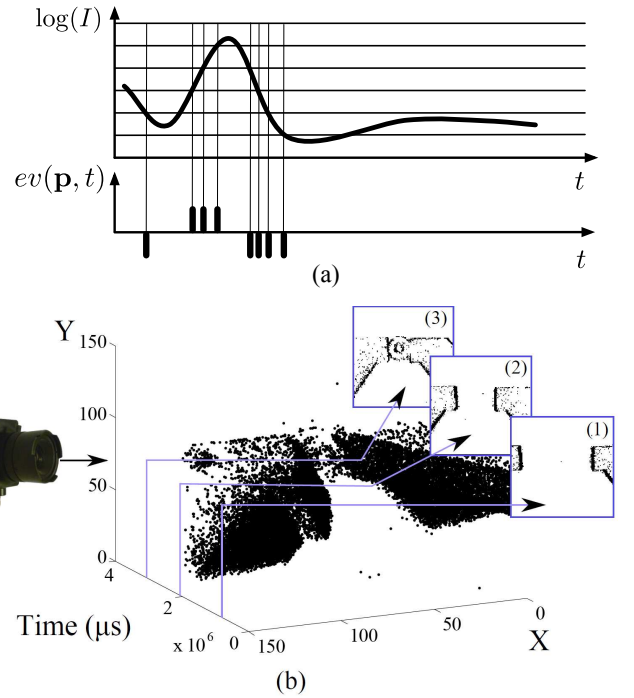 log(I)
t
ev(p, t)
t
(a)
(3)
(2)
(1)
Y
150
100
50
0
4
2
x 10^6
0
Time (μs)
150
100
50
0
X
(b)